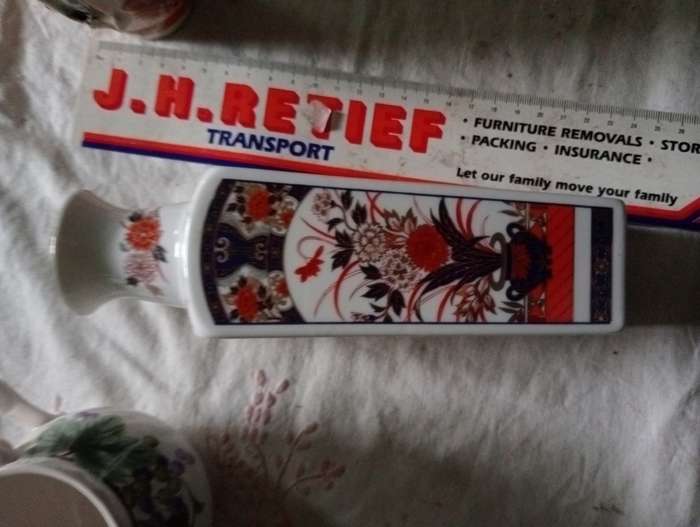 J.H.RETIEF
TRANSPORT
· FURNITURE REMOVALS · STOR
· PACKING · INSURANCE ·
Let our family move your family